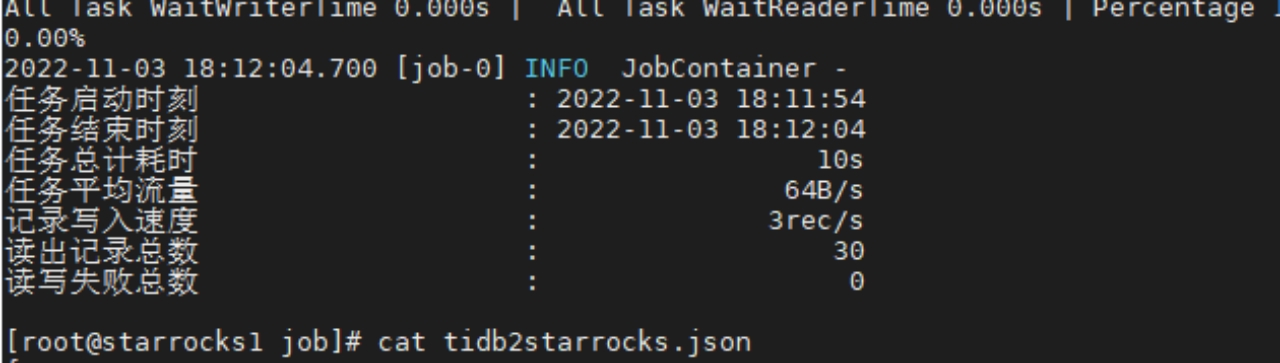 All Task WaitWriterTime 0.000s |  All Task WaitReaderTime 0.000s | Percentage
0.00%
2022-11-03 18:12:04.700 [job-0] INFO  JobContainer -
任务启动时刻 : 2022-11-03 18:11:54
任务结束时刻 : 2022-11-03 18:12:04
任务总计耗时 : 10s
任务平均流量 : 64B/s
记录写入速度 : 3rec/s
读出记录总数 : 30
读写失败总数 : 0
[root@starrocks1 job]# cat tidb2starrocks.json